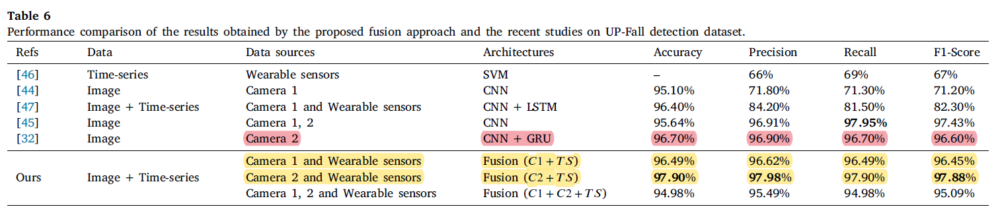 Table 6
Performance comparison of the results obtained by the proposed fusion approach and the recent studies on UP-Fall detection dataset.
Refs Data Data sources Architectures Accuracy Precision Recall F1-Score
[46] Time-series Wearable sensors SVM – 66% 69% 67%
[44] Image Camera 1 CNN 95.10% 71.80% 71.30% 71.20%
[47] Image + Time-series Camera 1 and Wearable sensors CNN + LSTM 96.40% 84.20% 81.50% 82.30%
[45] Image Camera 1, 2 CNN 95.64% 96.91% 97.95% 97.43%
[32] Image Camera 2 CNN + GRU 96.70% 96.90% 96.70% 96.60%
Camera 1 and Wearable sensors Fusion (C1+TS) 96.49% 96.62% 96.49% 96.45%
Ours Image + Time-series Camera 2 and Wearable sensors Fusion (C2+TS) 97.90% 97.98% 97.90% 97.88%
Camera 1, 2 and Wearable sensors Fusion (C1+C2+TS) 94.98% 95.49% 94.98% 95.09%